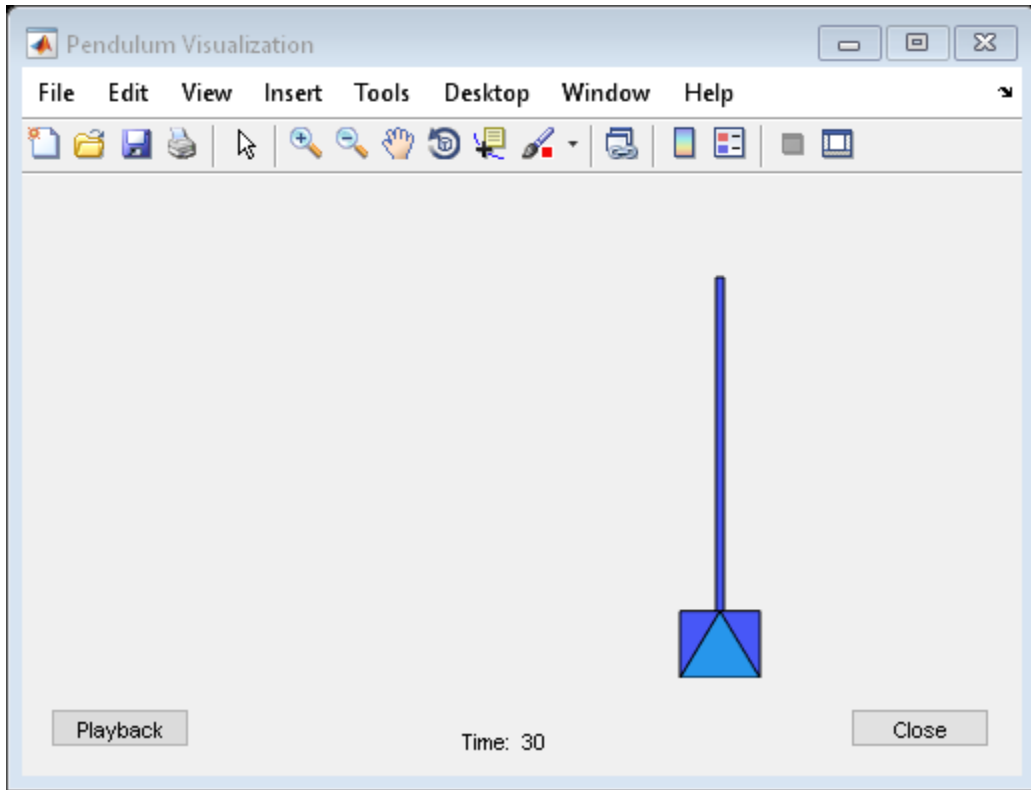 Pendulum Visualization
File Edit View Insert Tools Desktop Window Help
Playback
Time: 30
Close